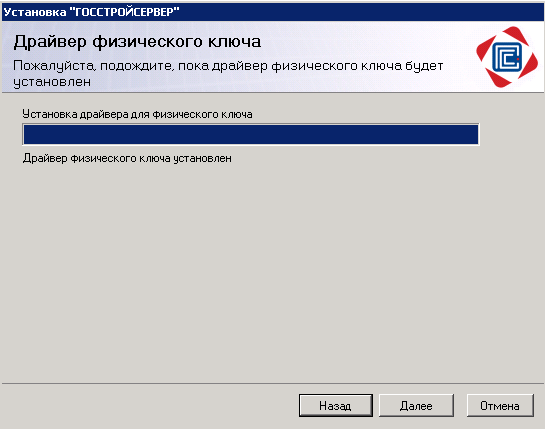 Установка "ГОССТРОЙСЕРВЕР"
Драйвер физического ключа
Пожалуйста, подождите, пока драйвер физического ключа будет
установлен
Установка драйвера для физического ключа
Драйвер физического ключа установлен
Назад
Далее
Отмена